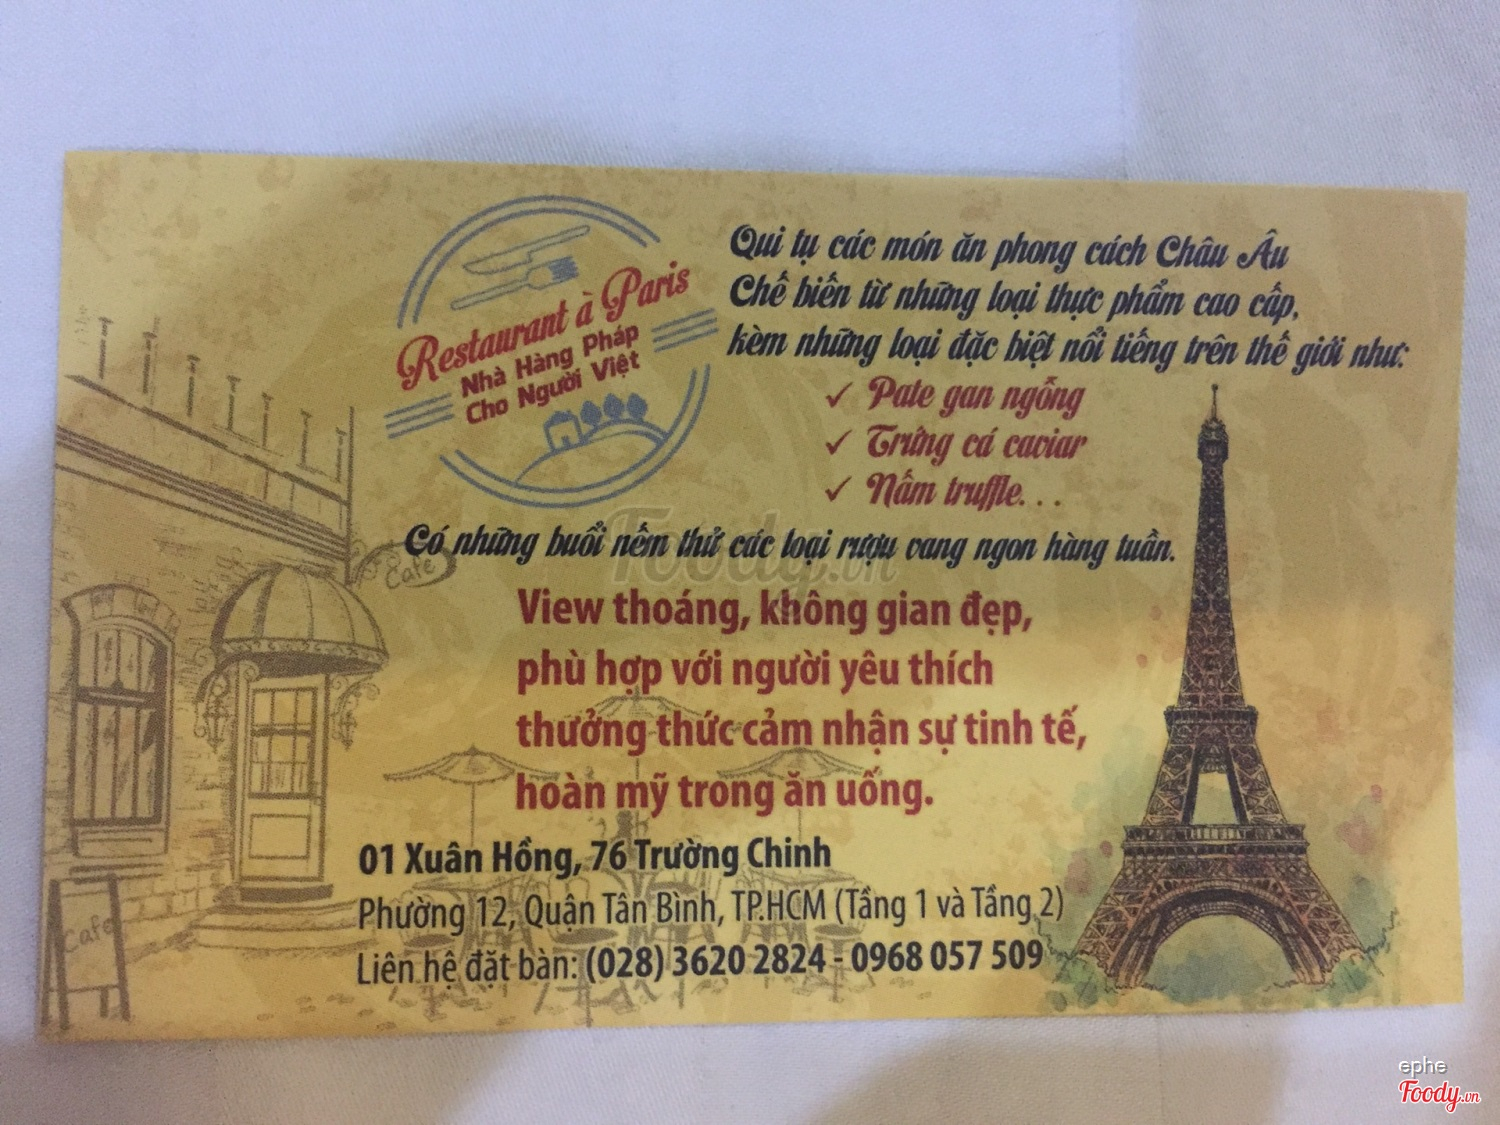 Restaurant à Paris
Nhà Hàng Pháp
Cho Người Việt
Qui tụ các món ăn phong cách Châu Âu
Chế biến từ những loại thực phẩm cao cấp,
kèm những loại đặc biệt nổi tiếng trên thế giới như:
✓ Pate gan ngỗng
✓ Trứng cá caviar
✓ Nấm truffle...
Có những buổi nếm thử các loại rượu vang ngon hàng tuần.
Foody.vn
Cafe
View thoáng, không gian đẹp,
phù hợp với người yêu thích
thưởng thức cảm nhận sự tinh tế,
hoàn mỹ trong ăn uống.
01 Xuân Hồng, 76 Trường Chinh
Phường 12, Quận Tân Bình, TP.HCM (Tầng 1 và Tầng 2)
Liên hệ đặt bàn: (028) 3620 2824 - 0968 057 509
Cafe
ephe
Foody.vn